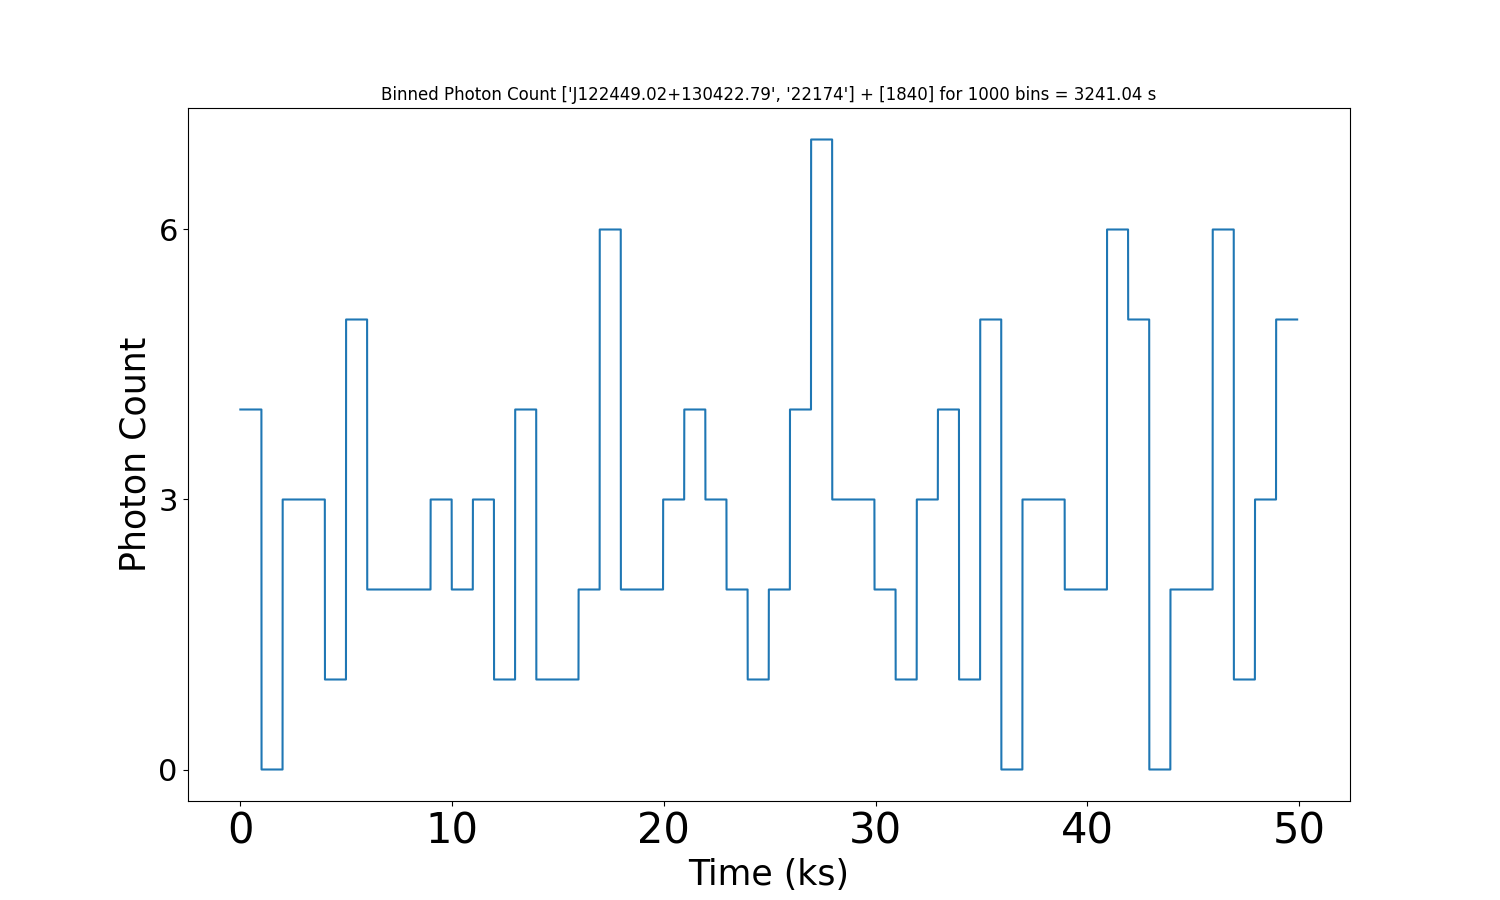 Binned Photon Count ['J122449.02+130422.79', '22174'] + [1840] for 1000 bins = 3241.04 s
6
3
0
Photon Count
0 10 20 30 40 50
Time (ks)